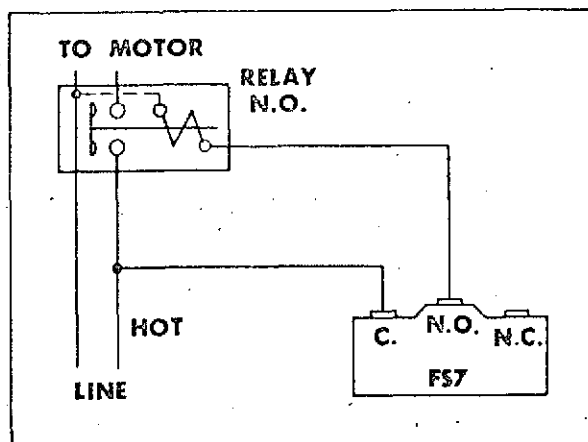 TO MOTOR
RELAY
N.O.
HOT
C. N.O. N.C.
FS7
LINE